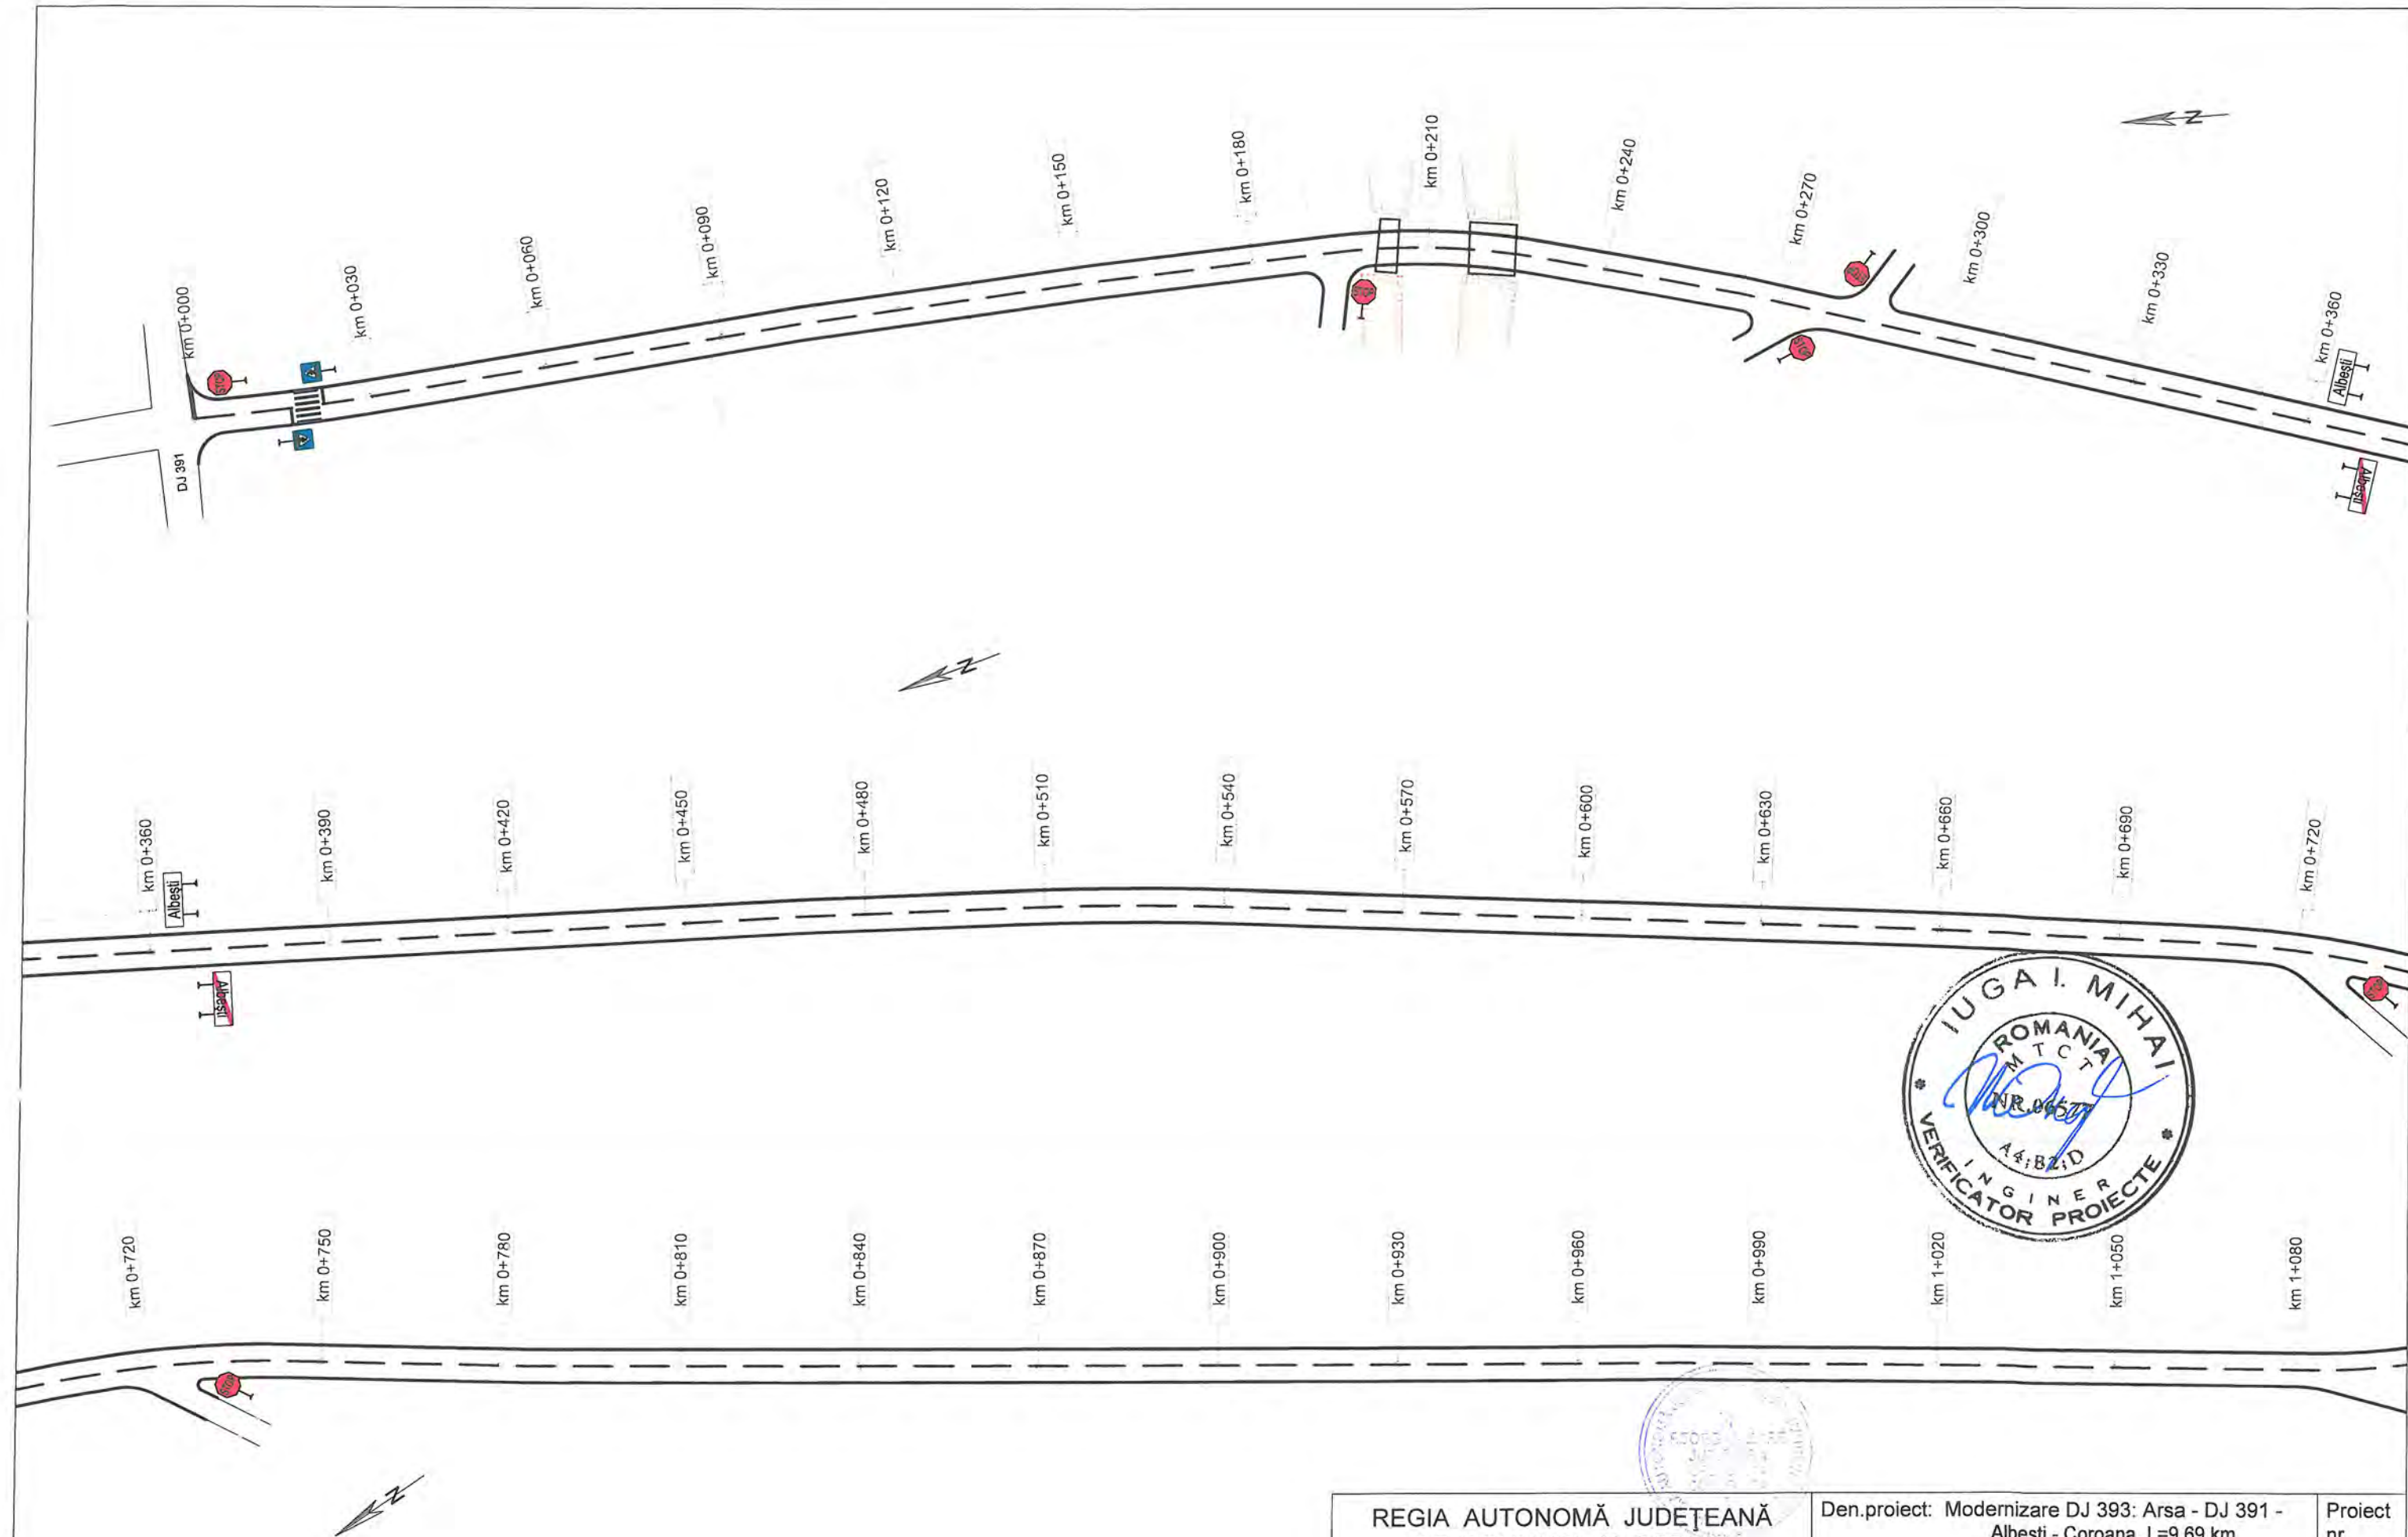 km 0+000
km 0+030
km 0+060
km 0+090
km 0+120
km 0+150
km 0+180
km 0+210
km 0+240
km 0+270
km 0+300
km 0+330
km 0+360
N
STOP
STOP
STOP
STOP
DJ 391
Albești
Albești
N
km 0+360
km 0+390
km 0+420
km 0+450
km 0+480
km 0+510
km 0+540
km 0+570
km 0+600
km 0+630
km 0+660
km 0+690
km 0+720
Albești
Albești
STOP
IUGA I. MIHAI
ROMANIA
M T C T
A4;B2;D
INGINER
VERIFICATOR PROIECTE
km 0+720
km 0+750
km 0+780
km 0+810
km 0+840
km 0+870
km 0+900
km 0+930
km 0+960
km 0+990
km 1+020
km 1+050
km 1+080
STOP
N
REGIA AUTONOMĂ JUDEŢEANĂ
Den.proiect: Modernizare DJ 393: Arsa - DJ 391 -
Albesti - Coroana, L=9,69 km
Proiect
nr.